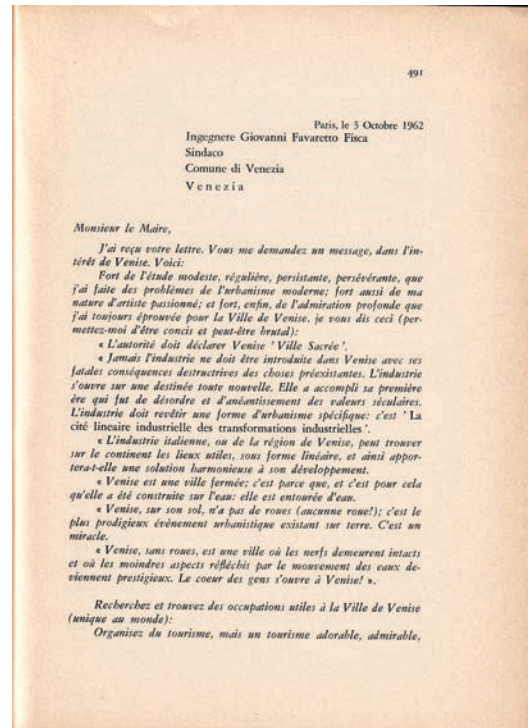 491
Paris, le 3 Octobre 1962
Ingegnere Giovanni Favaretto Fisca
Sindaco
Comune di Venezia
Venezia
Monsieur le Maire,
J'ai reçu votre lettre. Vous me demandez un message, dans l'in-
térêt de Venise. Voici:
Fort de l'étude modeste, régulière, persistante, persévérante, que
j'ai faite des problèmes de l'urbanisme moderne; fort aussi de ma
nature d'artiste passionné; et fort, enfin, de l'admiration profonde que
j'ai toujours éprouvée pour la Ville de Venise, je vous dis ceci (per-
mettez-moi d'être concis et peut-être brutal):
« L'autorité doit déclarer Venise ' Ville Sacrée '.
« Jamais l'industrie ne doit être introduite dans Venise avec ses
fatales conséquences destructrices des choses préexistantes. L'industrie
s'ouvre sur une destinée toute nouvelle. Elle a accompli sa première
ère qui fut de désordre et d'anéantissement des valeurs séculaires.
L'industrie doit revêtir une forme d'urbanisme spécifique: c'est ' La
cité lineaire industrielle des transformations industrielles '.
« L'industrie italienne, ou de la région de Venise, peut trouver
sur le continent les lieux utiles, sous forme linéaire, et ainsi appor-
tera-t-elle une solution harmonieuse à son développement.
« Venise est une ville fermée; c'est parce que, et c'est pour cela
qu'elle a été construite sur l'eau: elle est entourée d'eau.
« Venise, sur son sol, n'a pas de roues (aucunne roue!); c'est le
plus prodigieux évènement urbanistique existant sur terre. C'est un
miracle.
« Venise, sans roues, est une ville où les nerfs demeurent intacts
et où les moindres aspects réfléchis par le mouvement des eaux de-
viennent prestigieux. Le coeur des gens s'ouvre à Venise! ».
Recherchez et trouvez des occupations utiles à la Ville de Venise
(unique au monde):
Organisez du tourisme, mais un tourisme adorable, admirable,